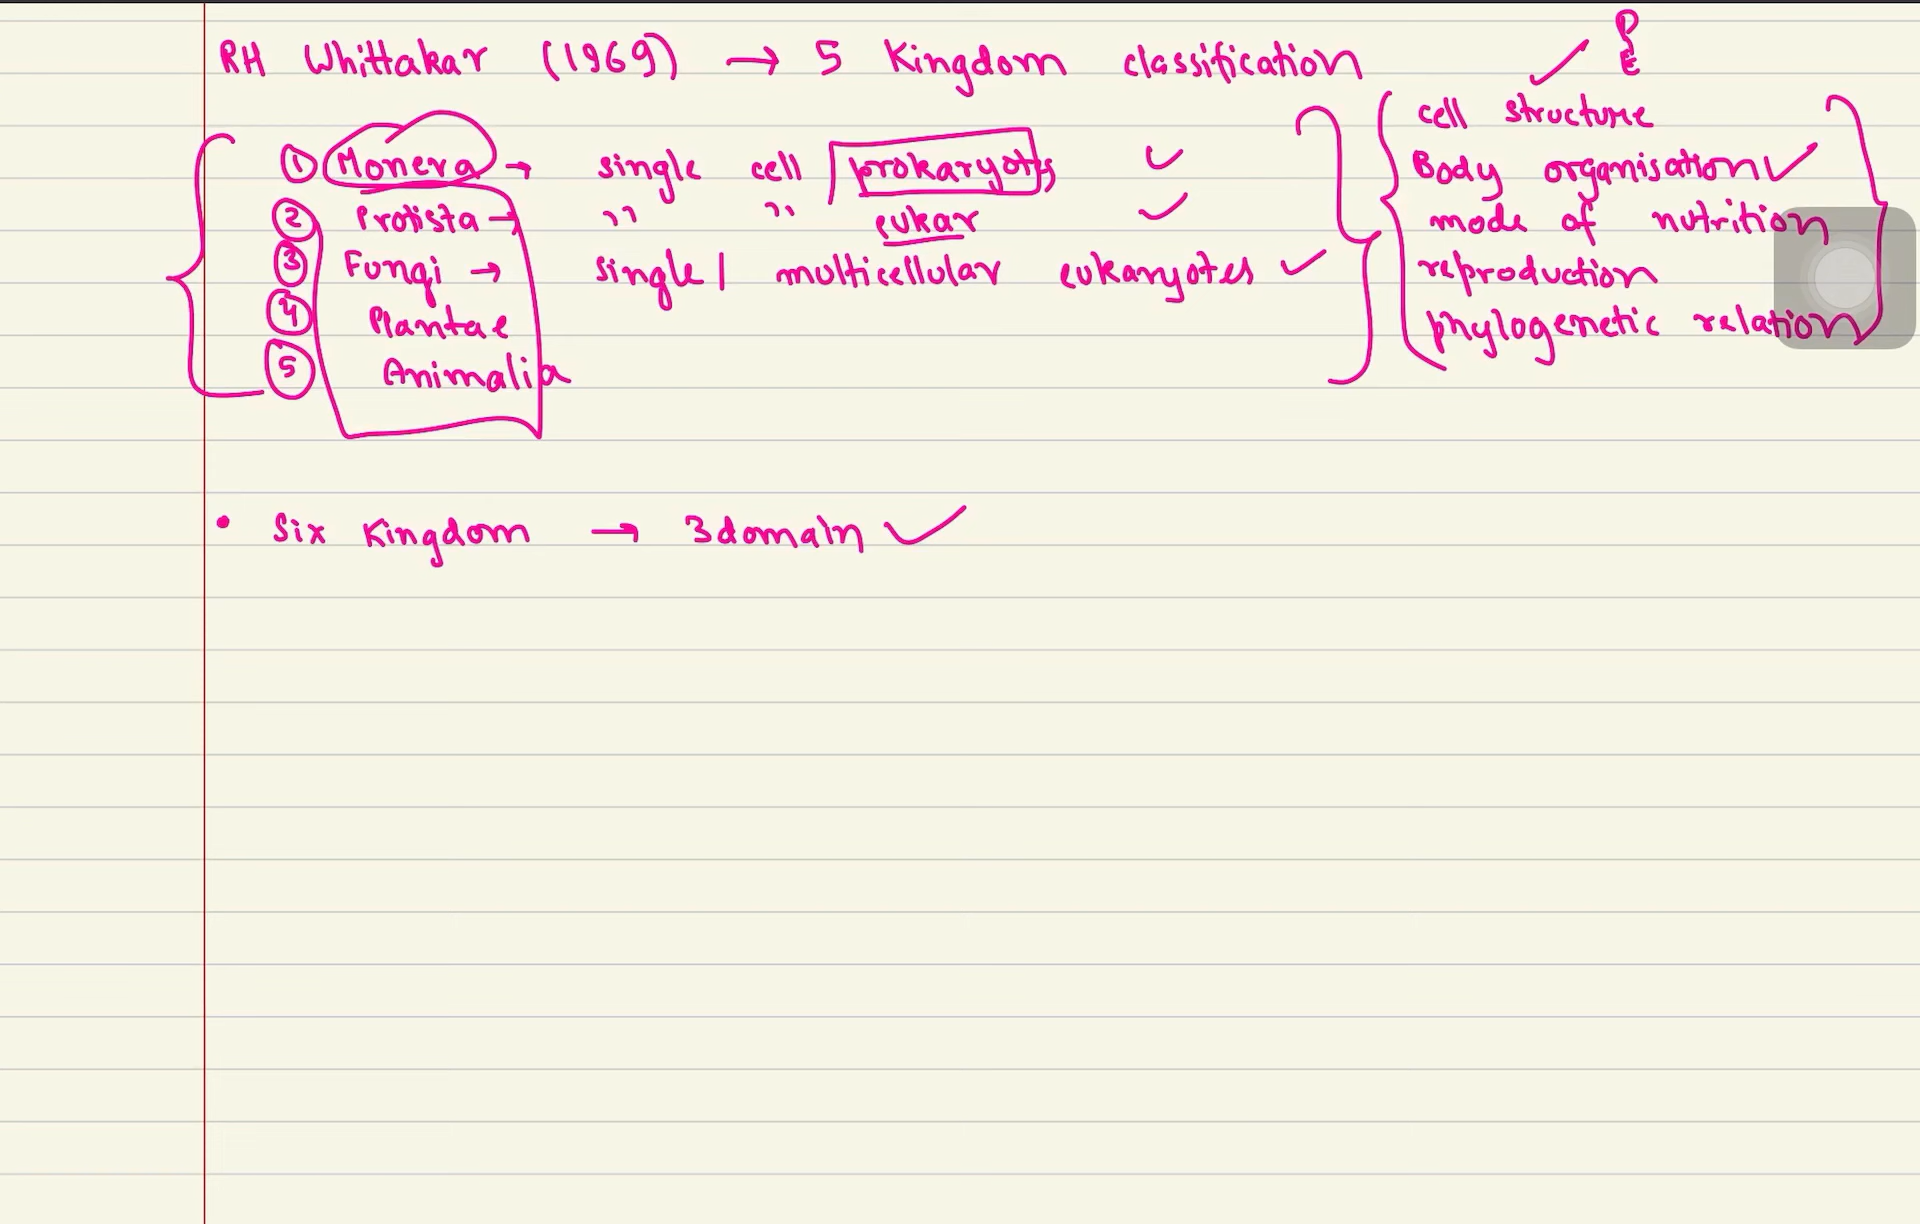 RH Whittakar (1969) → 5 Kingdom classification
① Monera → single cell prokaryotes ✓
② Protista → " " eukar ✓
③ Fungi → single / multicellular eukaryotes ✓
④ Plantae
⑤ Animalia
P
E
cell structure ✓
Body organisation ✓
mode of nutrition
reproduction
phylogenetic relation
• Six Kingdom → 3 domain ✓